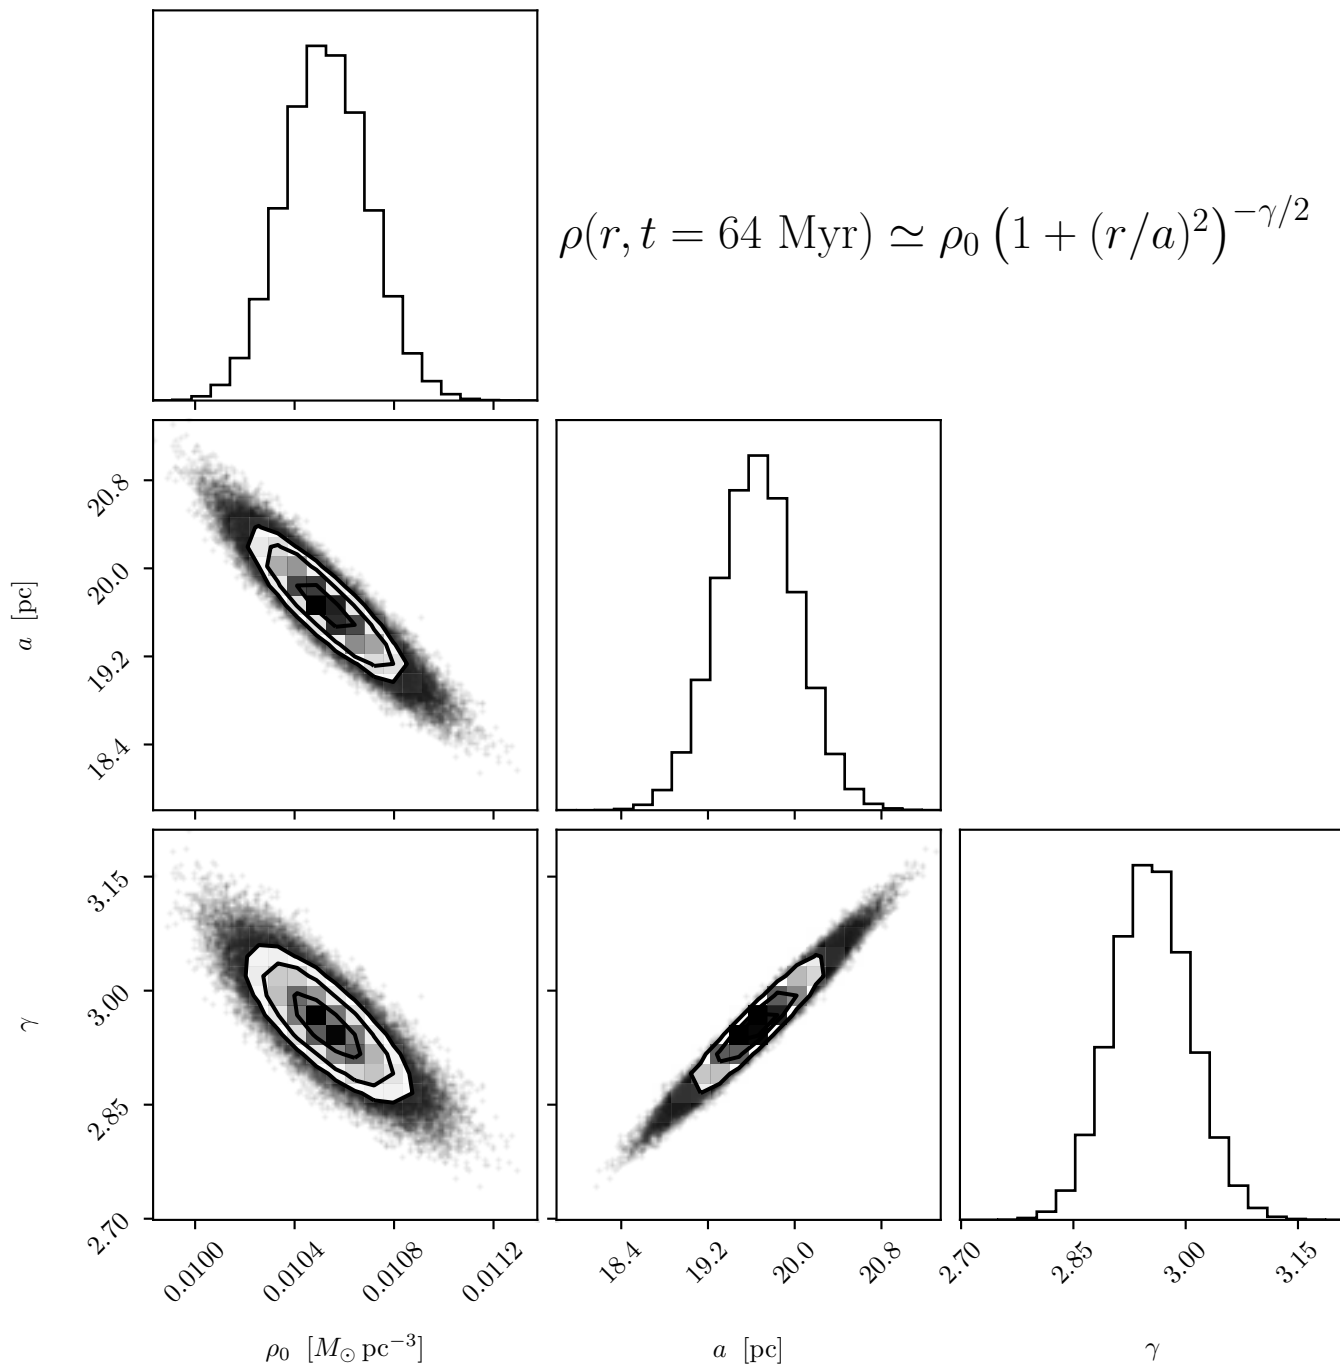 ρ(r, t = 64 Myr) ≃ ρ₀ (1 + (r/a)²)^{−γ/2}
20.8
20.0
19.2
18.4
a [pc]
3.15
3.00
2.85
2.70
γ
0.0100 0.0104 0.0108 0.0112
18.4 19.2 20.0 20.8
2.70 2.85 3.00 3.15
ρ₀ [M☉ pc⁻³]
a [pc]
γ